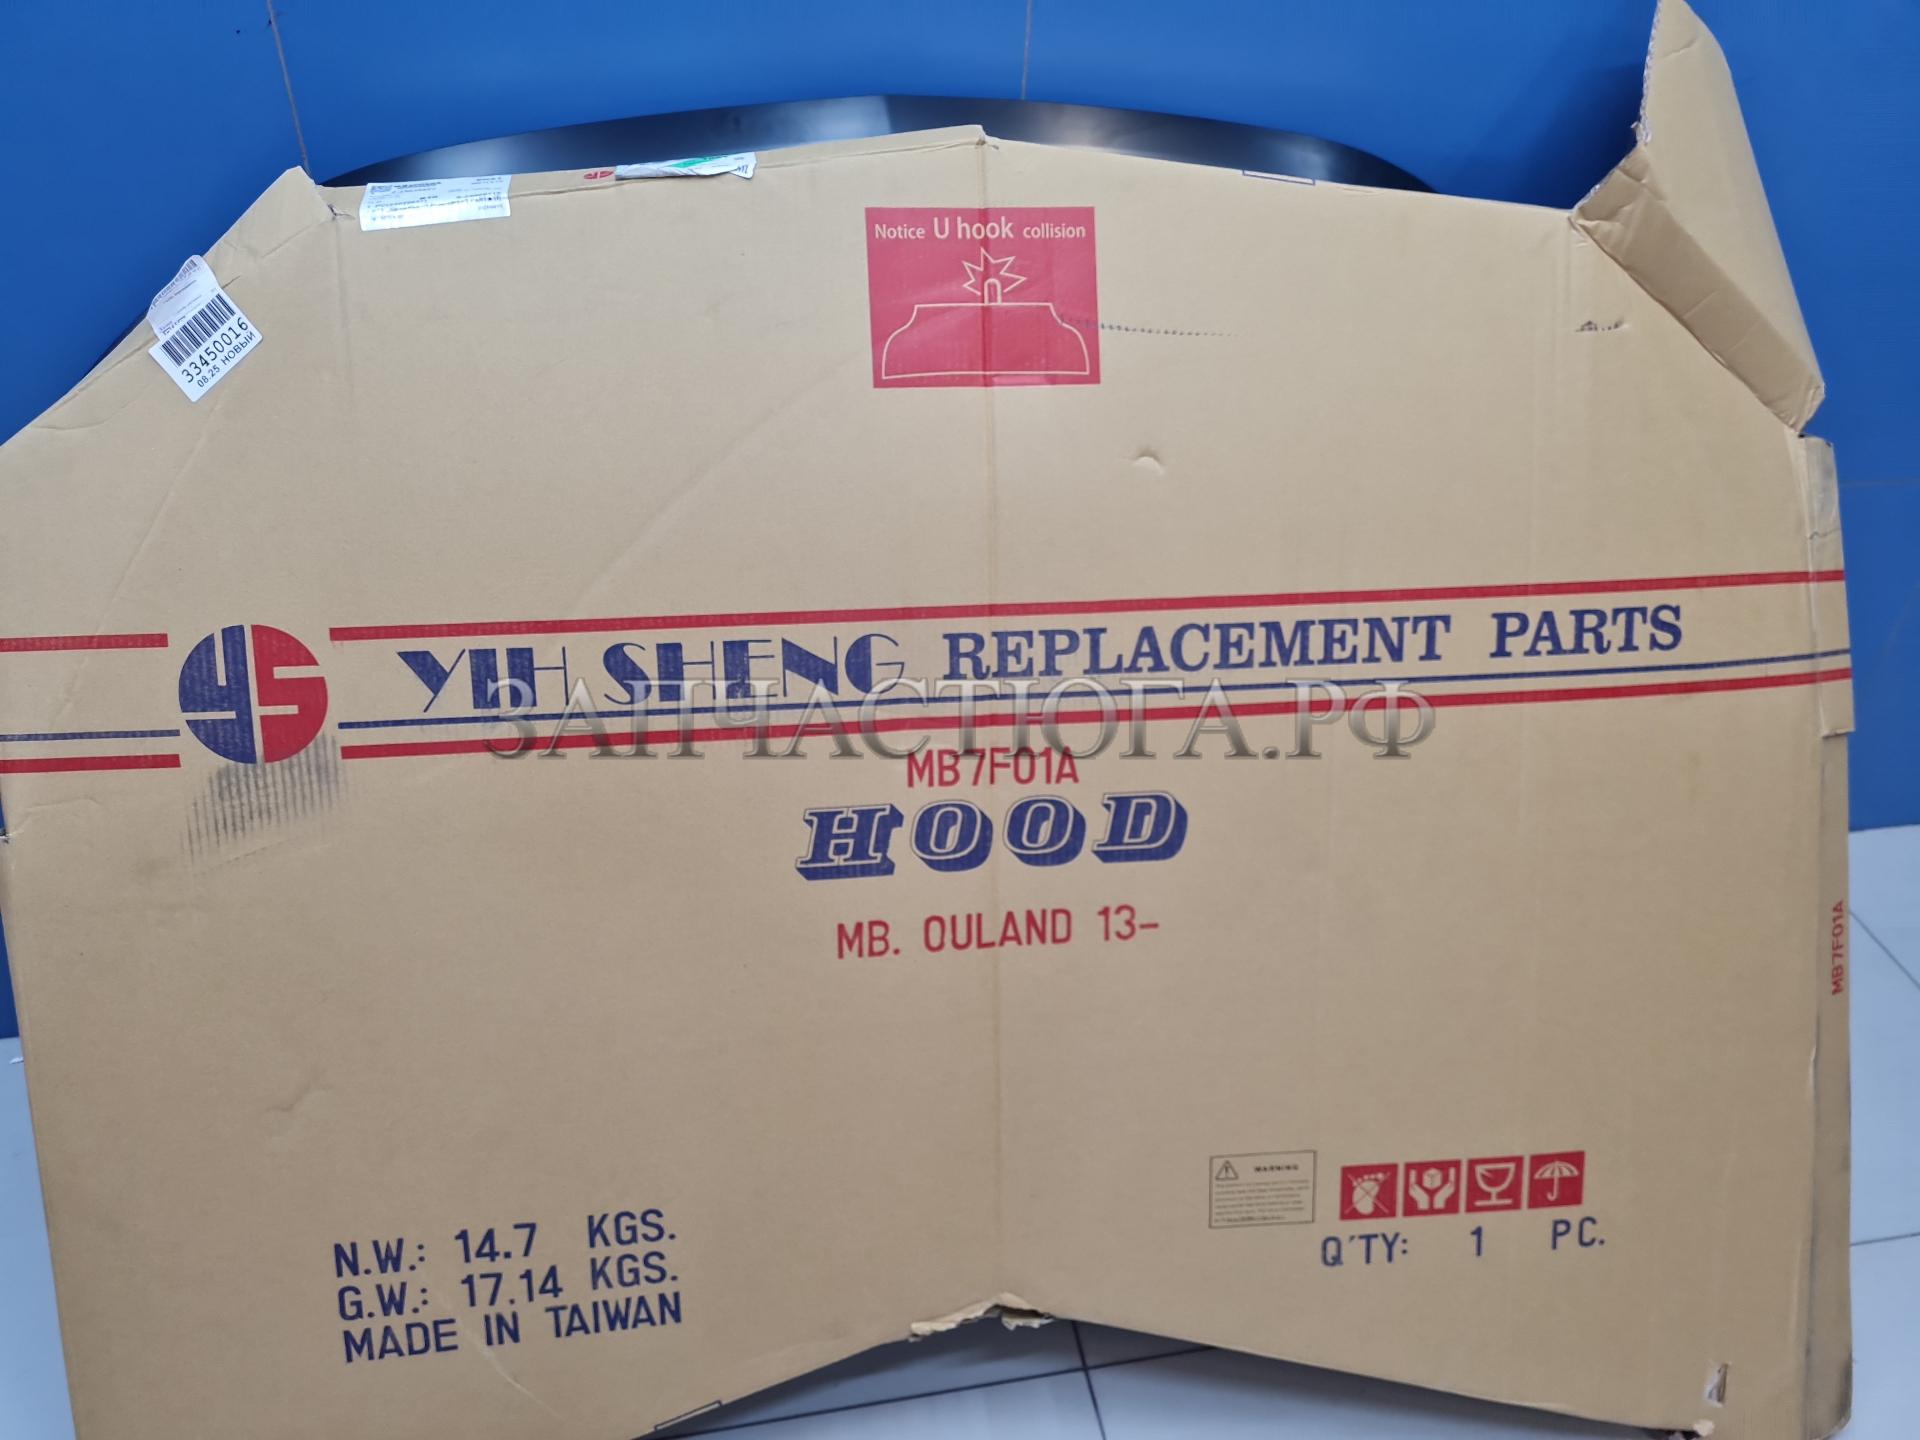 Notice U hook collision
33450016
08.25 НОВЫЙ
YS YIH SHENG REPLACEMENT PARTS
ЗАПЧАСТЮГА.РФ
MB7F01A
HOOD
MB. OULAND 13-
MB7F01A
WARNING
N.W.: 14.7 KGS.
G.W.: 17.14 KGS.
MADE IN TAIWAN
Q'TY: 1 PC.